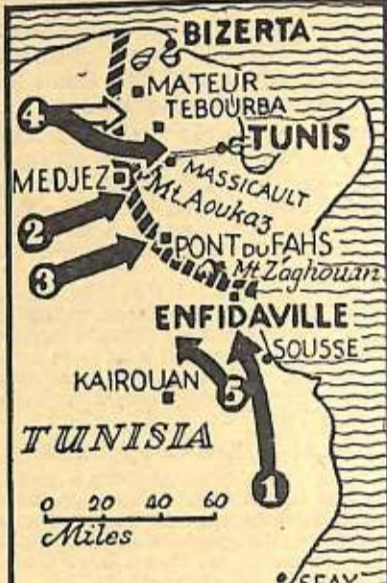 BIZERTA
MATEUR
TEBOURBA
4
TUNIS
MASSICAULT
MEDJEZ
Mt.Aoukaz
2
PONT DU FAHS
3
Mt Zaghouan
ENFIDAVILLE
SOUSSE
KAIROUAN
5
TUNISIA
1
0 20 40 60
Miles
SFAX